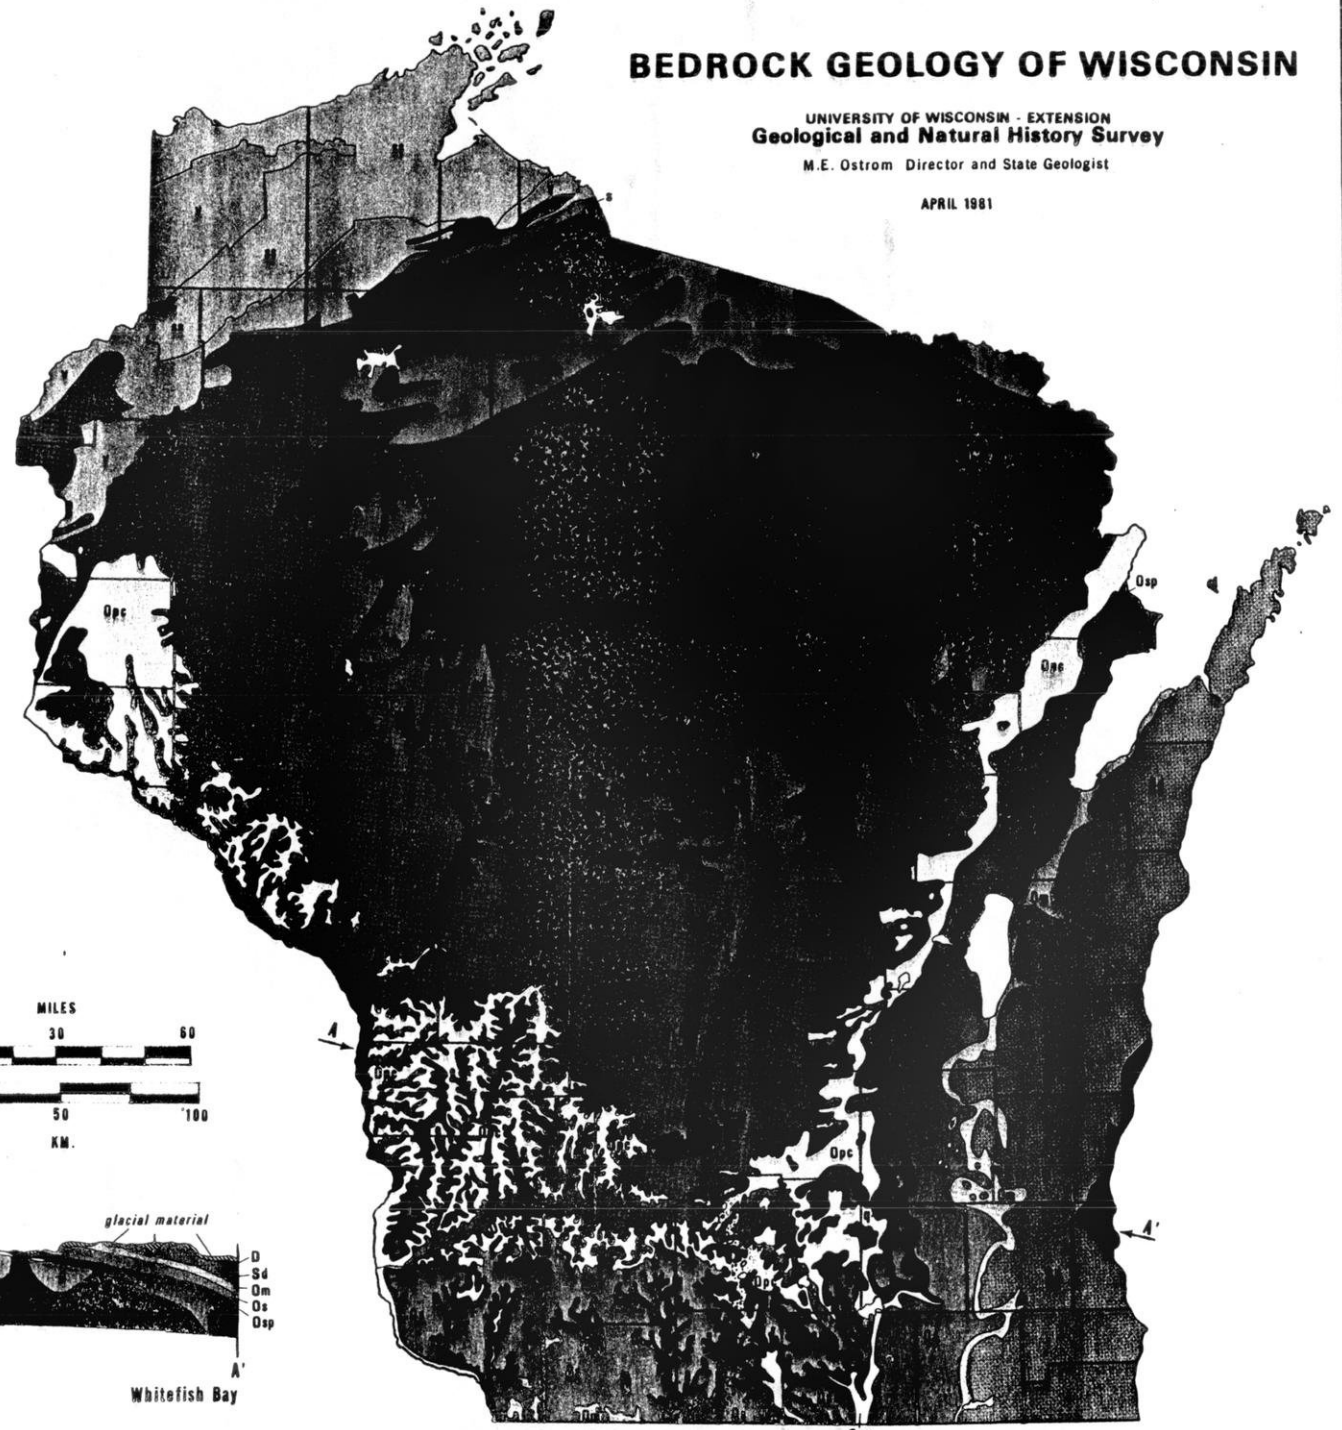 BEDROCK GEOLOGY OF WISCONSIN
UNIVERSITY OF WISCONSIN - EXTENSION
Geological and Natural History Survey
M.E. Ostrom Director and State Geologist
APRIL 1981
s
Osp
Opc
MILES
30 60
50 100
KM.
A
Opc
A'
Opc
glacial material
D
Sd
Om
Os
Osp
A'
Whitefish Bay